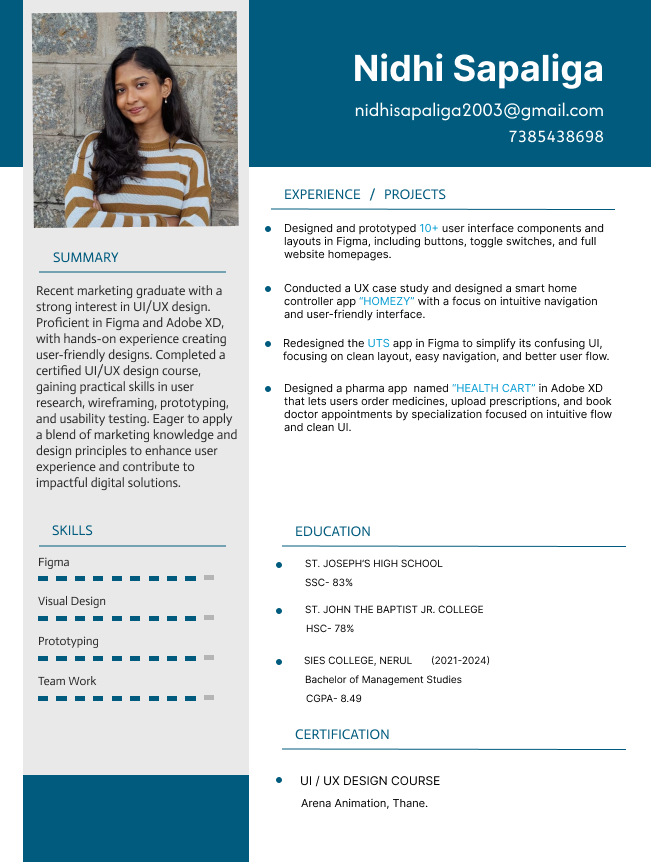 Nidhi Sapaliga
nidhisapaliga2003@gmail.com
7385438698
SUMMARY
Recent marketing graduate with a
strong interest in UI/UX design.
Proficient in Figma and Adobe XD,
with hands-on experience creating
user-friendly designs. Completed a
certified UI/UX design course,
gaining practical skills in user
research, wireframing, prototyping,
and usability testing. Eager to apply
a blend of marketing knowledge and
design principles to enhance user
experience and contribute to
impactful digital solutions.
SKILLS
Figma
Visual Design
Prototyping
Team Work
EXPERIENCE / PROJECTS
Designed and prototyped 10+ user interface components and
layouts in Figma, including buttons, toggle switches, and full
website homepages.
Conducted a UX case study and designed a smart home
controller app “HOMEZY” with a focus on intuitive navigation
and user-friendly interface.
Redesigned the UTS app in Figma to simplify its confusing UI,
focusing on clean layout, easy navigation, and better user flow.
Designed a pharma app named “HEALTH CART” in Adobe XD
that lets users order medicines, upload prescriptions, and book
doctor appointments by specialization focused on intuitive flow
and clean UI.
EDUCATION
ST. JOSEPH’S HIGH SCHOOL
SSC- 83%
ST. JOHN THE BAPTIST JR. COLLEGE
HSC- 78%
SIES COLLEGE, NERUL (2021-2024)
Bachelor of Management Studies
CGPA- 8.49
CERTIFICATION
UI / UX DESIGN COURSE
Arena Animation, Thane.